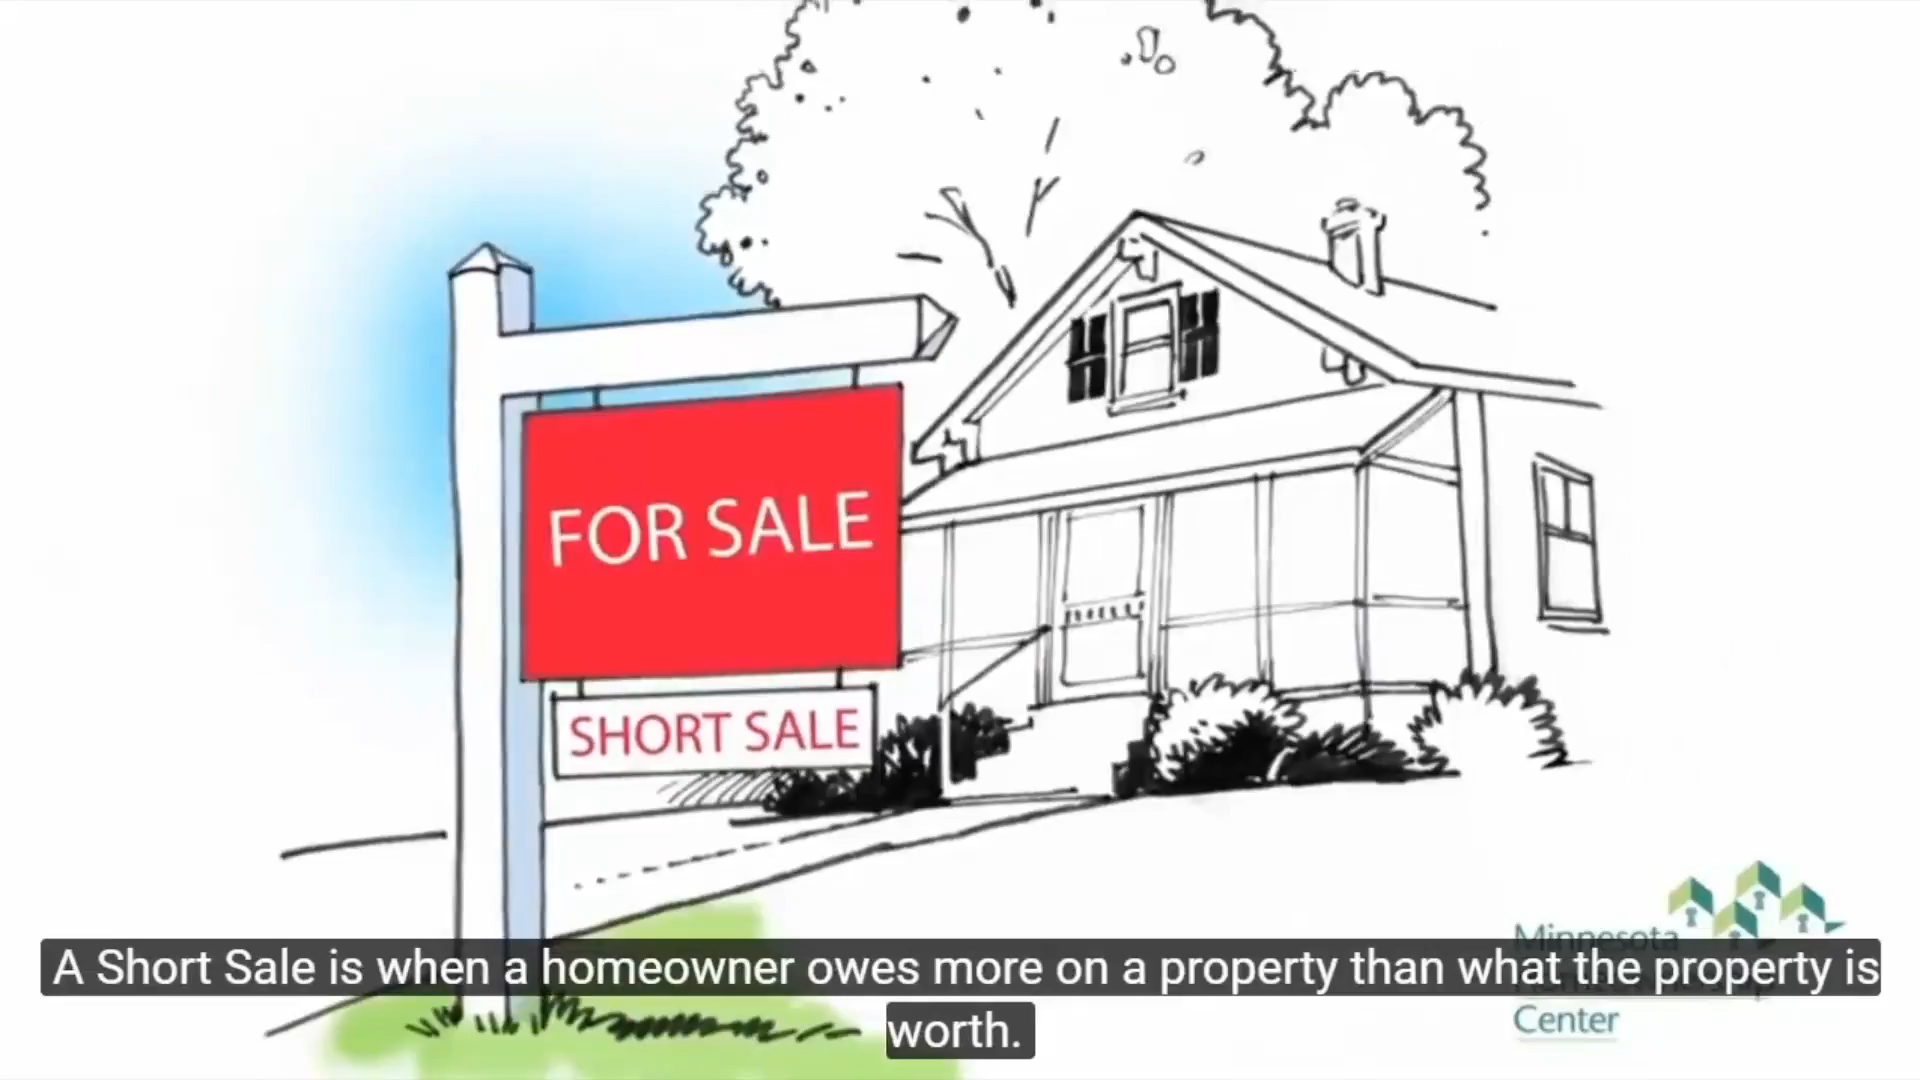 FOR SALE
SHORT SALE
Minnesota
A Short Sale is when a homeowner owes more on a property than what the property is
worth.
Center